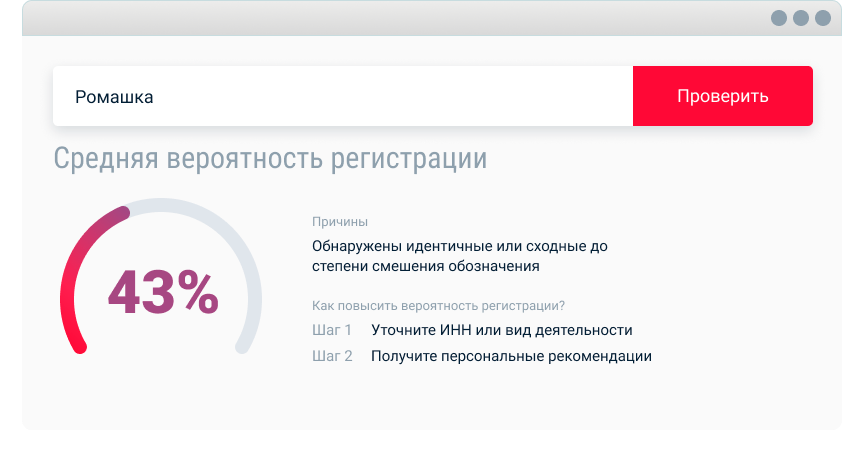 Ромашка
Проверить
Средняя вероятность регистрации
43%
Причины
Обнаружены идентичные или сходные до
степени смешения обозначения
Как повысить вероятность регистрации?
Шаг 1 Уточните ИНН или вид деятельности
Шаг 2 Получите персональные рекомендации